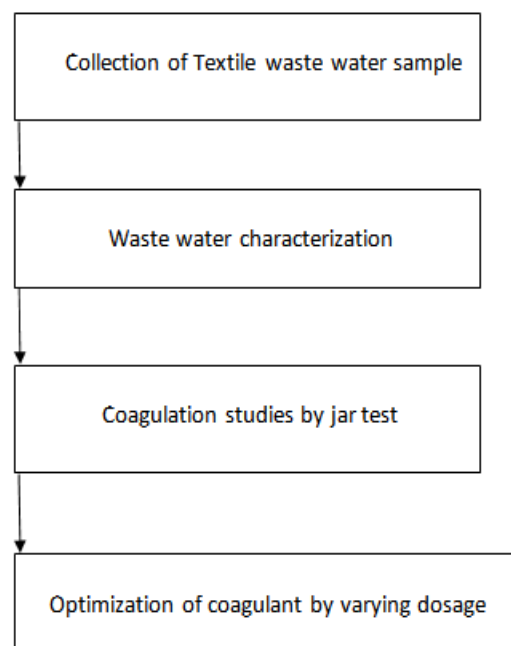 Collection of Textile waste water sample
Waste water characterization
Coagulation studies by jar test
Optimization of coagulant by varying dosage